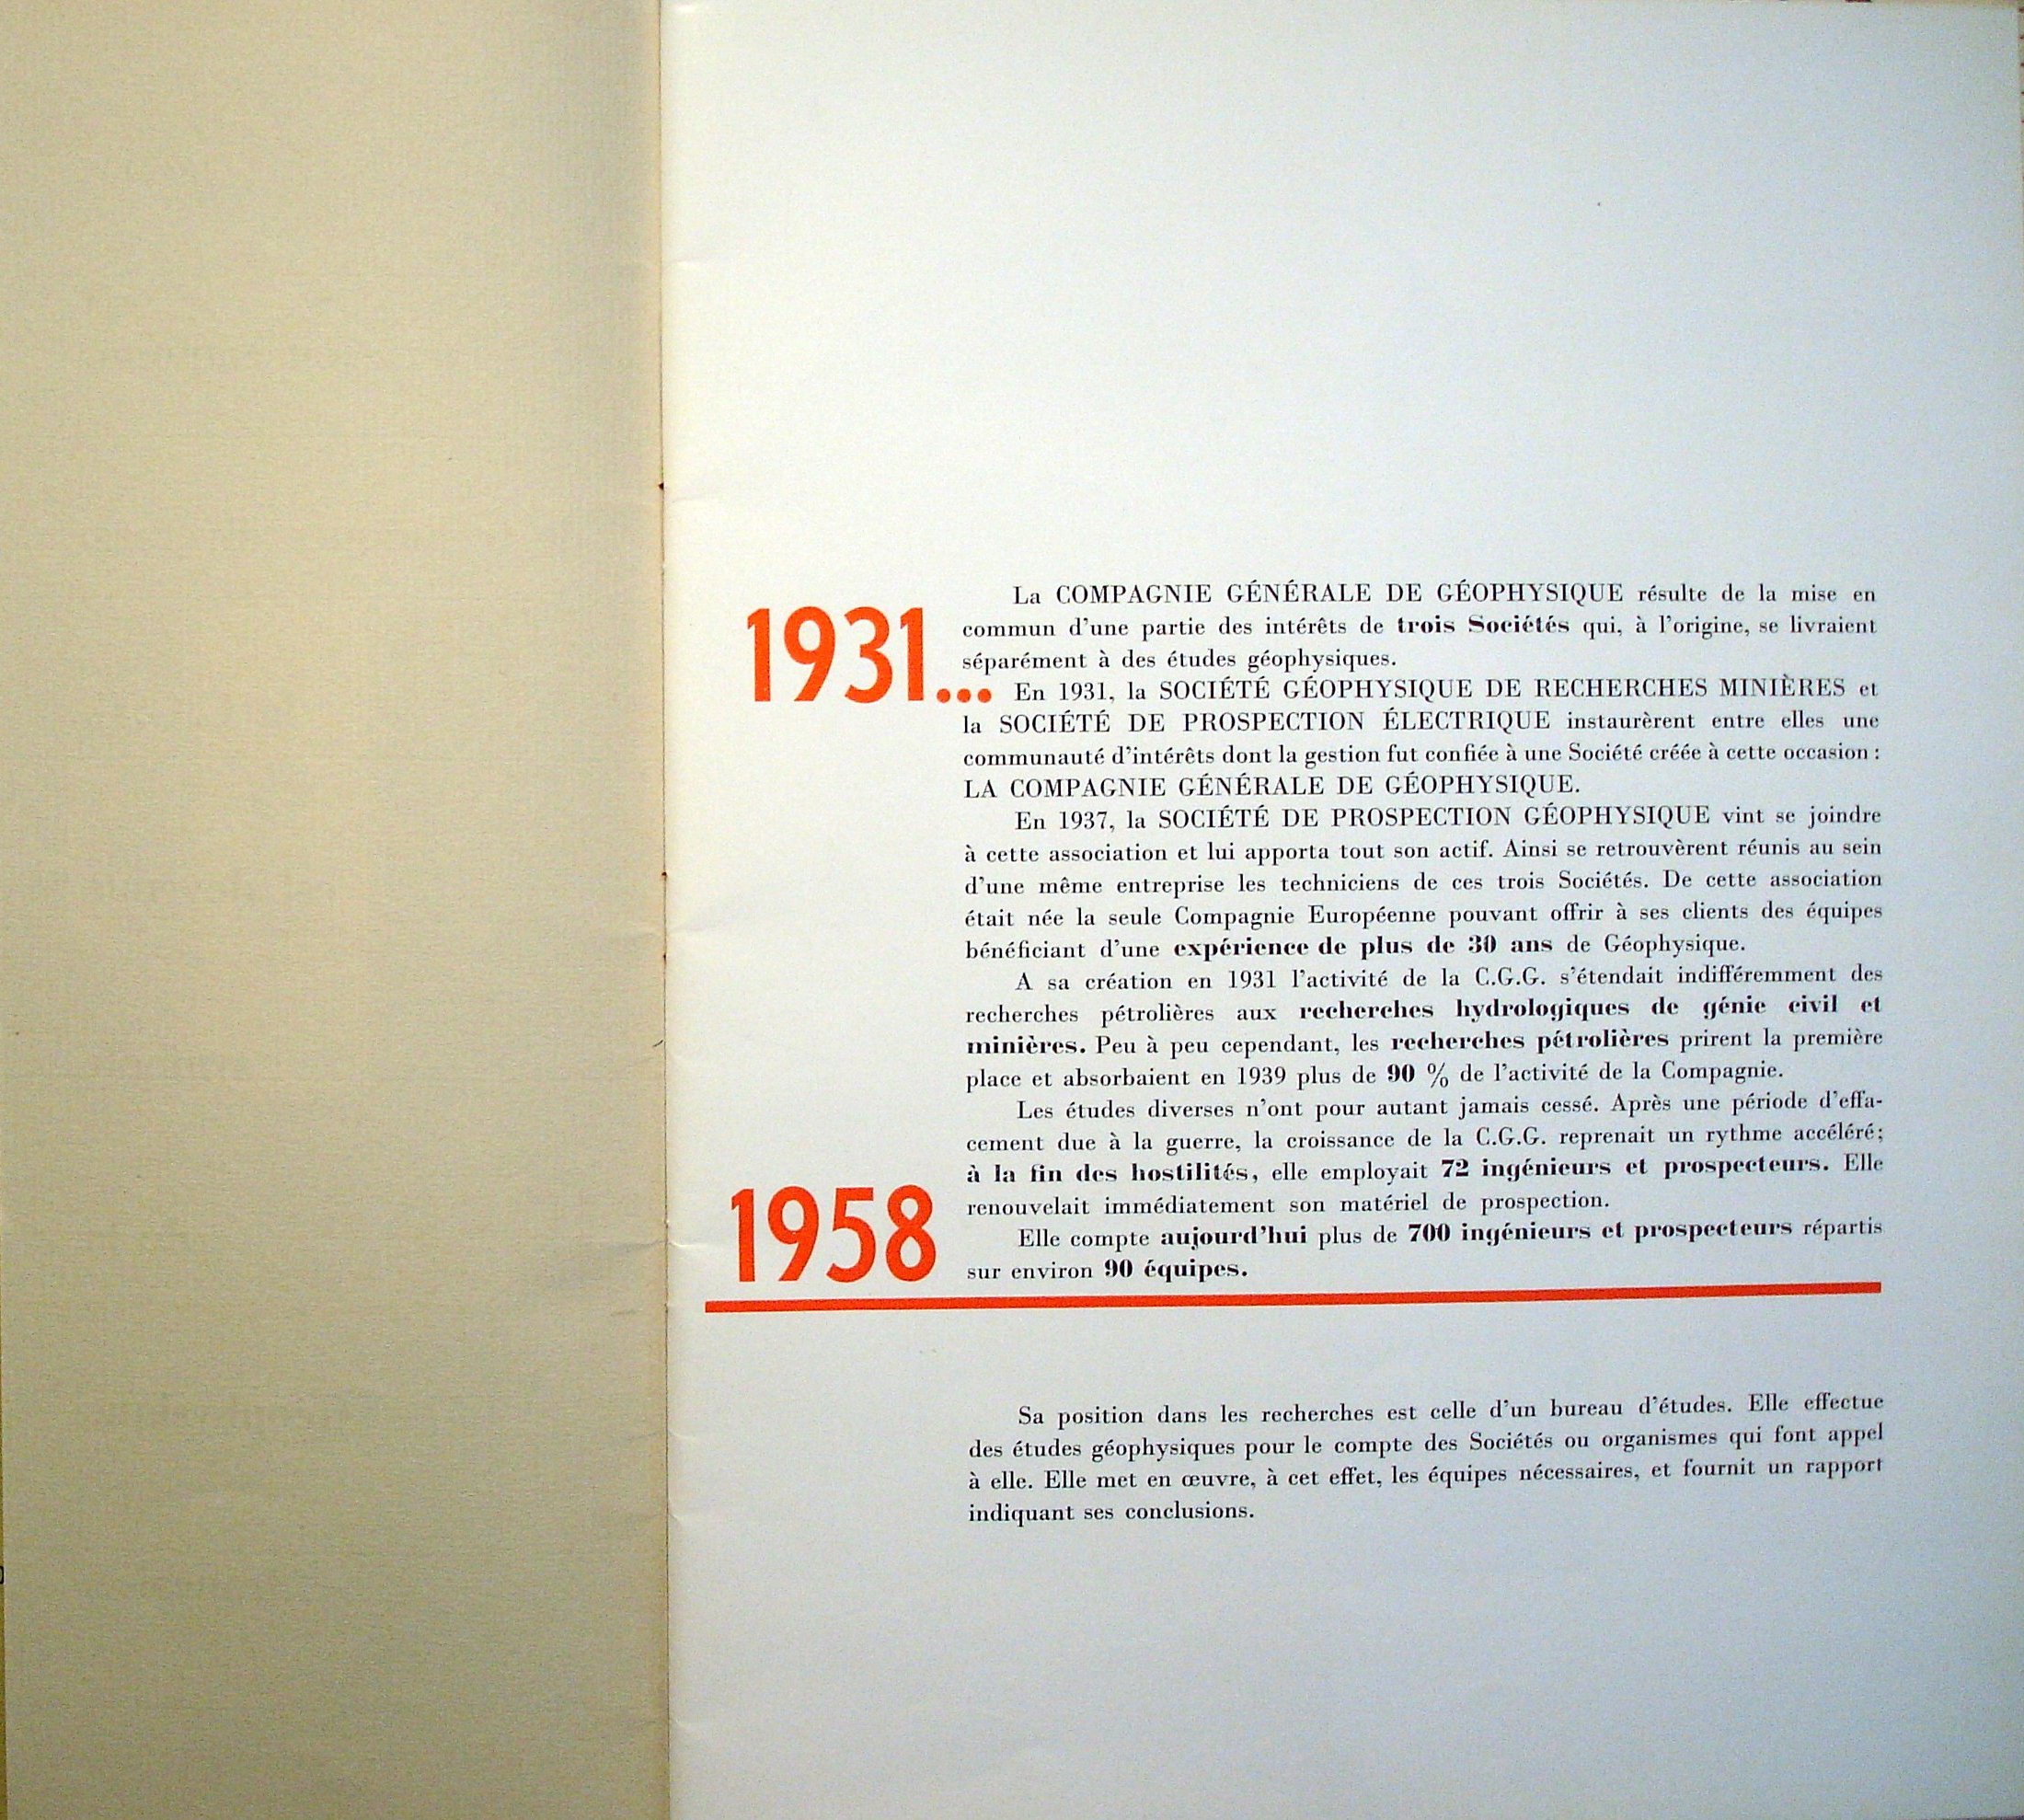 1931...
La COMPAGNIE GÉNÉRALE DE GÉOPHYSIQUE résulte de la mise en
commun d'une partie des intérêts de trois Sociétés qui, à l'origine, se livraient
séparément à des études géophysiques.
En 1931, la SOCIÉTÉ GÉOPHYSIQUE DE RECHERCHES MINIÈRES et
la SOCIÉTÉ DE PROSPECTION ÉLECTRIQUE instaurèrent entre elles une
communauté d'intérêts dont la gestion fut confiée à une Société créée à cette occasion :
LA COMPAGNIE GÉNÉRALE DE GÉOPHYSIQUE.
En 1937, la SOCIÉTÉ DE PROSPECTION GÉOPHYSIQUE vint se joindre
à cette association et lui apporta tout son actif. Ainsi se retrouvèrent réunis au sein
d'une même entreprise les techniciens de ces trois Sociétés. De cette association
était née la seule Compagnie Européenne pouvant offrir à ses clients des équipes
bénéficiant d'une expérience de plus de 30 ans de Géophysique.
A sa création en 1931 l'activité de la C.G.G. s'étendait indifféremment des
recherches pétrolières aux recherches hydrologiques de génie civil et
minières. Peu à peu cependant, les recherches pétrolières prirent la première
place et absorbaient en 1939 plus de 90 % de l'activité de la Compagnie.
Les études diverses n'ont pour autant jamais cessé. Après une période d'effa-
cement due à la guerre, la croissance de la C.G.G. reprenait un rythme accéléré;
à la fin des hostilités, elle employait 72 ingénieurs et prospecteurs. Elle
renouvelait immédiatement son matériel de prospection.
1958
Elle compte aujourd'hui plus de 700 ingénieurs et prospecteurs répartis
sur environ 90 équipes.
Sa position dans les recherches est celle d'un bureau d'études. Elle effectue
des études géophysiques pour le compte des Sociétés ou organismes qui font appel
à elle. Elle met en œuvre, à cet effet, les équipes nécessaires, et fournit un rapport
indiquant ses conclusions.